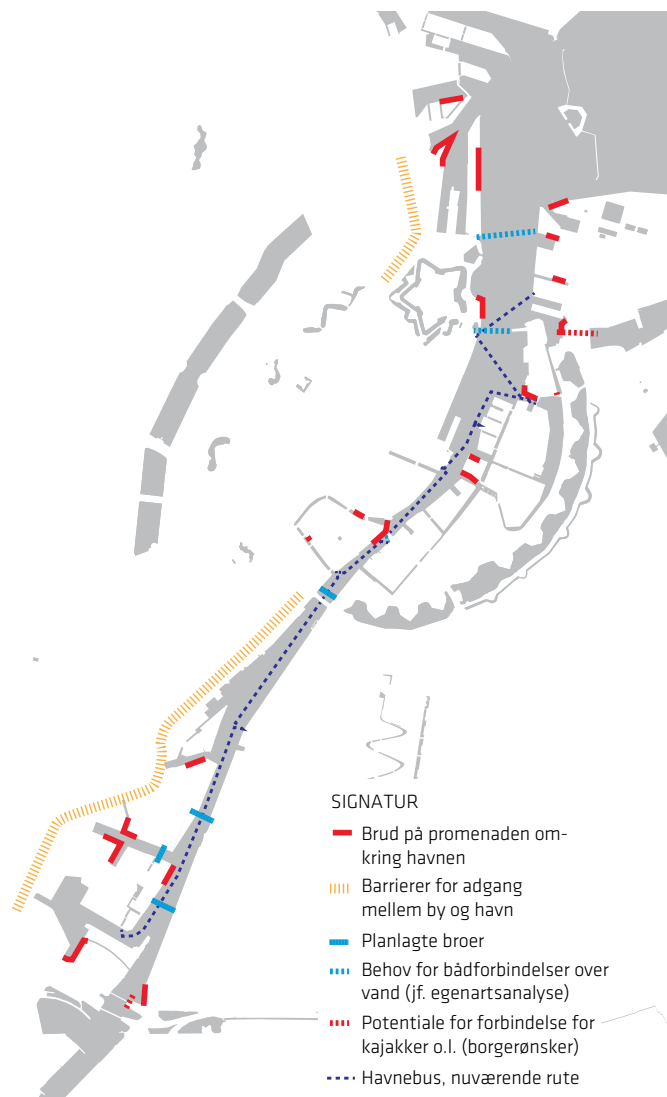 SIGNATUR
Brud på promenaden om-
kring havnen
Barrierer for adgang
mellem by og havn
Planlagte broer
Behov for bådforbindelser over
vand (jf. egenartsanalyse)
Potentiale for forbindelse for
kajakker o.l. (borgerønsker)
Havnebus, nuværende rute